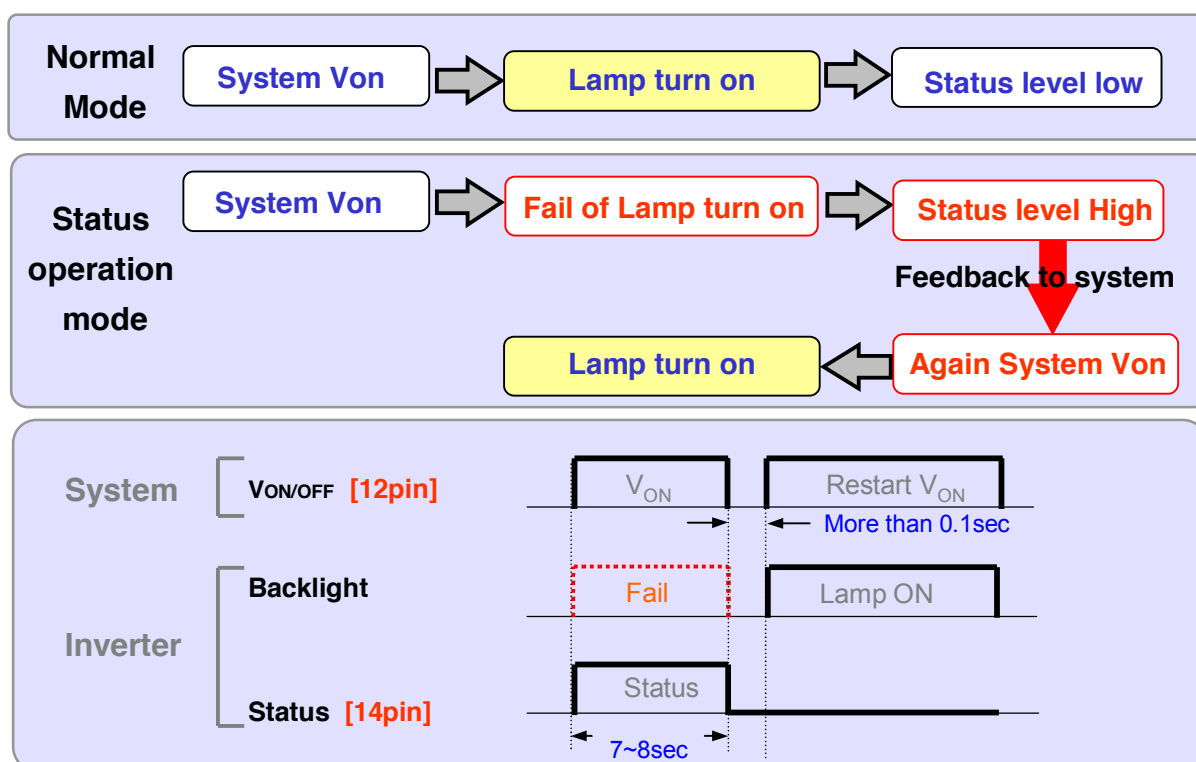 Normal
Mode
System Von
Lamp turn on
Status level low
Status
operation
mode
System Von
Fail of Lamp turn on
Status level High
Feedback to system
Lamp turn on
Again System Von
System
VON/OFF [12pin]
VON
Restart VON
More than 0.1sec
Inverter
Backlight
Fail
Lamp ON
Status [14pin]
Status
7~8sec